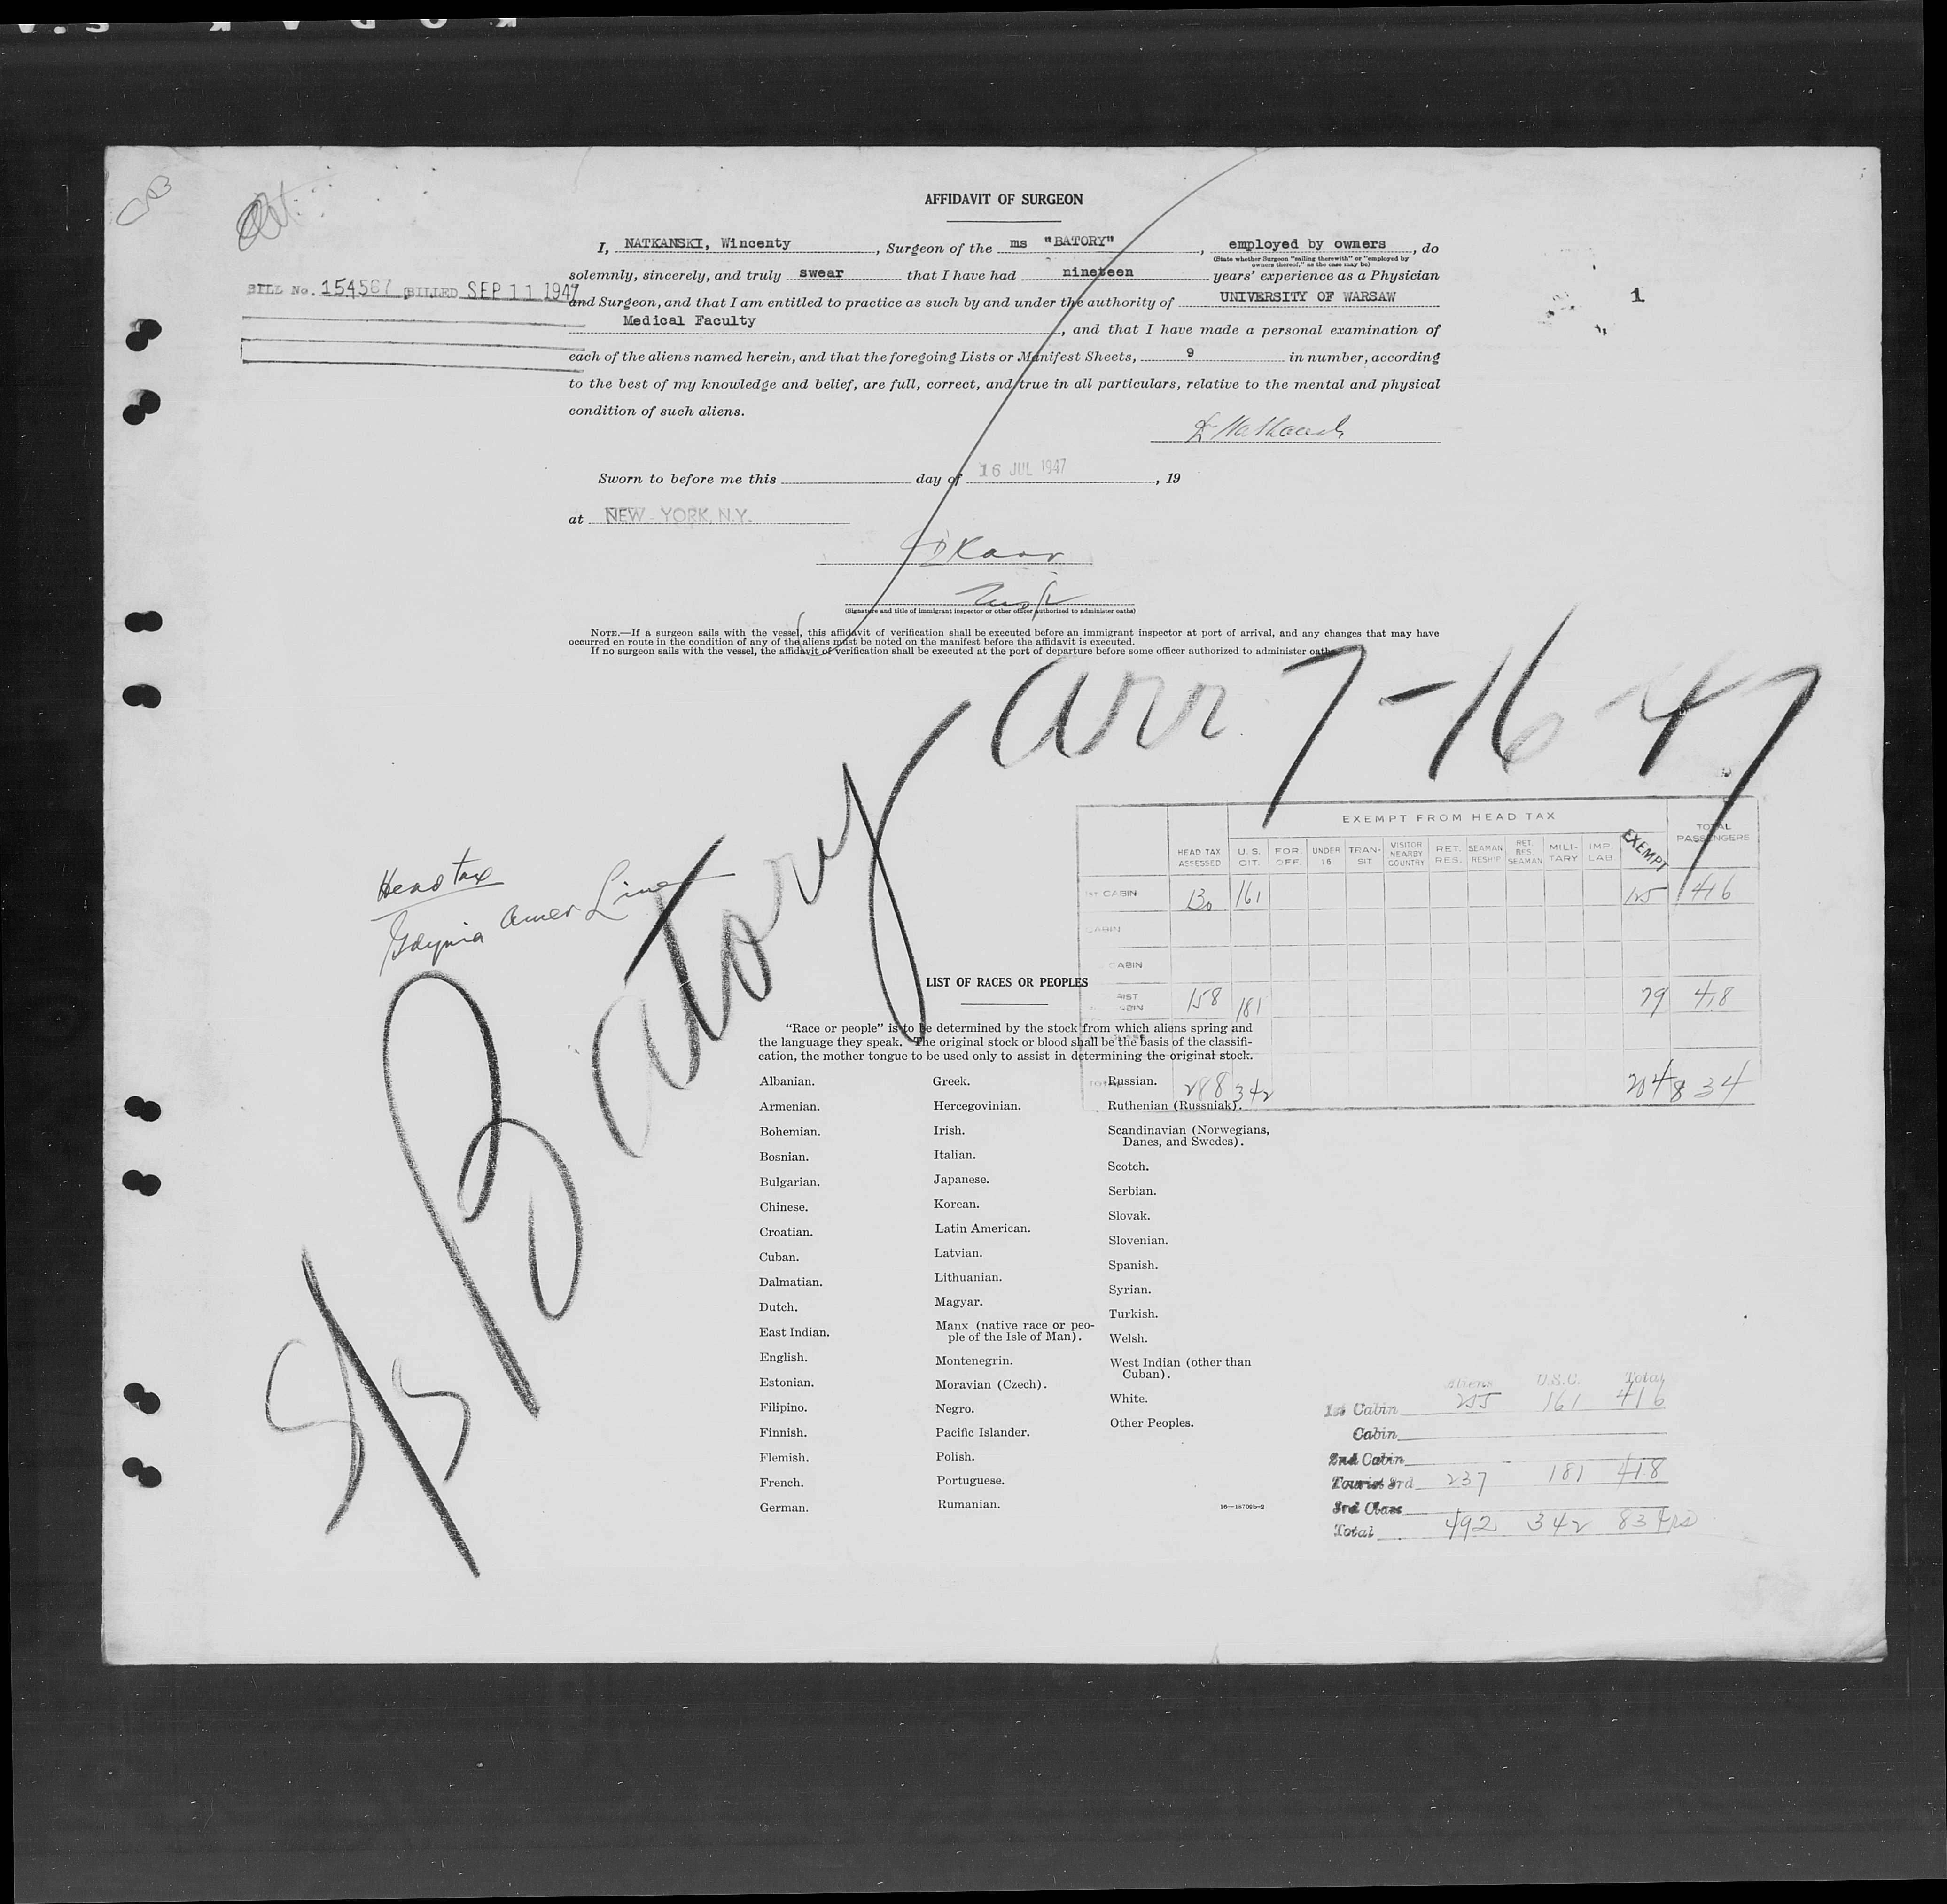 AFFIDAVIT OF SURGEON
I, NATKANSKI, Wincenty, Surgeon of the ms "BATORY", employed by owners, do
(State whether Surgeon "sailing therewith" or "employed by
owners thereof," as the case may be)
solemnly, sincerely, and truly swear that I have had nineteen years' experience as a Physician
BILL No. 154567 BILLED SEP 11 1947
and Surgeon, and that I am entitled to practice as such by and under the authority of UNIVERSITY OF WARSAW
1
Medical Faculty, and that I have made a personal examination of
each of the aliens named herein, and that the foregoing Lists or Manifest Sheets, 9 in number, according
to the best of my knowledge and belief, are full, correct, and true in all particulars, relative to the mental and physical
condition of such aliens.
Sworn to before me this day of 16 JUL 1947, 19
at NEW YORK, N.Y.
(Signature and title of immigrant inspector or other officer authorized to administer oaths)
NOTE.—If a surgeon sails with the vessel, this affidavit of verification shall be executed before an immigrant inspector at port of arrival, and any changes that may have
occurred en route in the condition of any of the aliens must be noted on the manifest before the affidavit is executed.
If no surgeon sails with the vessel, the affidavit of verification shall be executed at the port of departure before some officer authorized to administer oaths.
S/S Batory arr 7-16-47
Head tax
Gdynia Amer Line
EXEMPT FROM HEAD TAX
HEAD TAX ASSESSED U.S. CIT. FOR. OFF. UNDER 16 TRAN-SIT VISITOR NEARBY COUNTRY RET. RES. SEAMAN RESHIP RET. RES. SEAMAN MILI-TARY IMP. LAB. EXEMPT TOTAL PASSENGERS
1ST CABIN 130 161 125 416
CABIN
CABIN
158 181 79 418
TOTAL 288 342 204 834
LIST OF RACES OR PEOPLES
"Race or people" is to be determined by the stock from which aliens spring and
the language they speak. The original stock or blood shall be the basis of the classifi-
cation, the mother tongue to be used only to assist in determining the original stock.
Albanian.
Armenian.
Bohemian.
Bosnian.
Bulgarian.
Chinese.
Croatian.
Cuban.
Dalmatian.
Dutch.
East Indian.
English.
Estonian.
Filipino.
Finnish.
Flemish.
French.
German.
Greek.
Hercegovinian.
Irish.
Italian.
Japanese.
Korean.
Latin American.
Latvian.
Lithuanian.
Magyar.
Manx (native race or peo-
ple of the Isle of Man).
Montenegrin.
Moravian (Czech).
Negro.
Pacific Islander.
Polish.
Portuguese.
Rumanian.
Russian.
Ruthenian (Russniak).
Scandinavian (Norwegians,
Danes, and Swedes).
Scotch.
Serbian.
Slovak.
Slovenian.
Spanish.
Syrian.
Turkish.
Welsh.
West Indian (other than
Cuban).
White.
Other Peoples.
16—18709b-2
Aliens U.S.C. Total
1st Cabin 255 161 416
Cabin
2nd Cabin
Tourist 3rd 237 181 418
3rd Class
Total 492 342 834